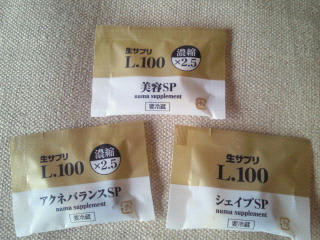 生サプリ
L.100
濃縮
×2.5
美容SP
nama supplement
要冷蔵
生サプリ
L.100
濃縮
×2.5
アクネバランスSP
nama supplement
要冷蔵
生サプリ
L.100
シェイプSP
nama supplement
要冷蔵